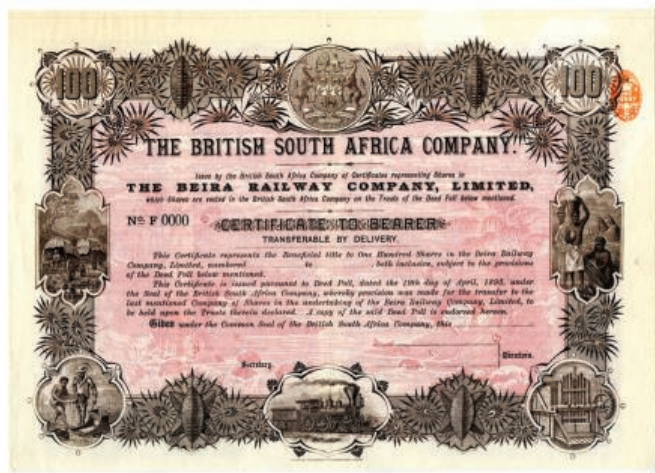 100 100
THE BRITISH SOUTH AFRICA COMPANY.
Issue by the British South Africa Company of Certificates representing Shares in
THE BEIRA RAILWAY COMPANY, LIMITED,
which Shares are vested in the British South Africa Company on the Trusts of the Deed Poll below mentioned.
No F 0000
CERTIFICATE TO BEARER
TRANSFERABLE BY DELIVERY.
This Certificate represents the Beneficial title to One Hundred Shares in the Beira Railway
Company, Limited, numbered to , both inclusive, subject to the provisions
of the Deed Poll below mentioned.
This Certificate is issued pursuant to Deed Poll, dated the day of April, under
the Seal of the British South Africa Company, whereby provision was made for the transfer to the
last mentioned Company of Shares in the undertaking of the Beira Railway Company, Limited, to
be held upon the Trusts therein declared. A copy of the said Deed Poll is endorsed hereon.
Given under the Common Seal of the British South Africa Company, this
Directors.
Secretary.